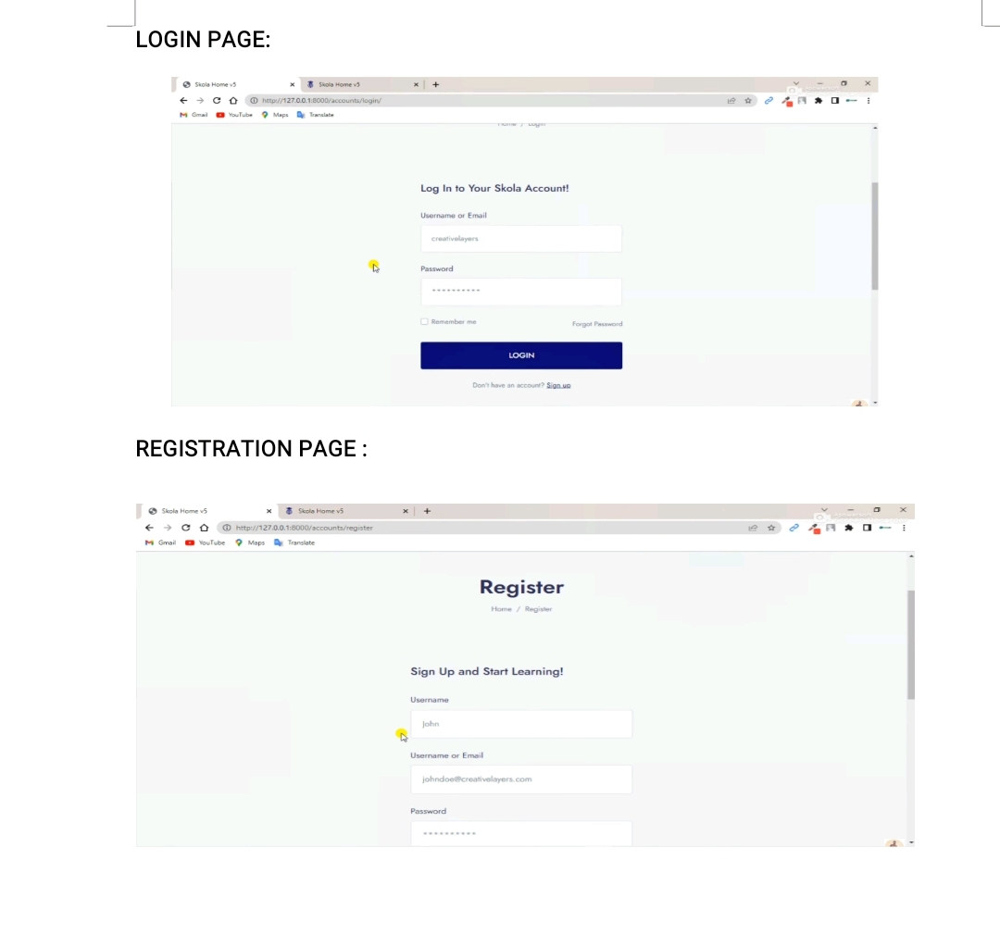 LOGIN PAGE:
Skola Home v5
Skola Home v5
http://127.0.0.1:8000/accounts/login/
Gmail YouTube Maps Translate
Home / Login
Log In to Your Skola Account!
Username or Email
creativelayers
Password
**********
Remember me Forgot Password
LOGIN
Don't have an account? Sign up
REGISTRATION PAGE :
Skola Home v5
Skola Home v5
http://127.0.0.1:8000/accounts/register
Gmail YouTube Maps Translate
Register
Home / Register
Sign Up and Start Learning!
Username
John
Username or Email
johndoe@creativelayers.com
Password
**********